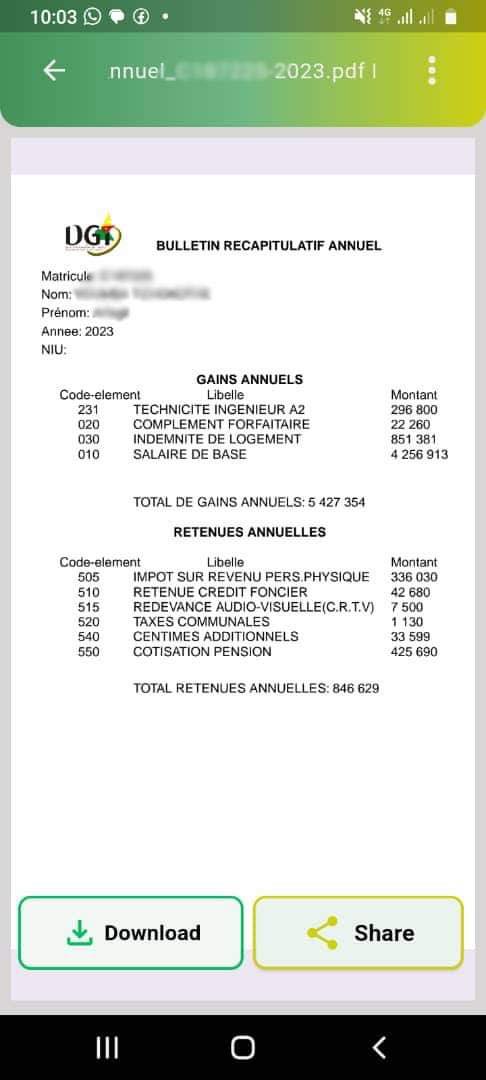 10:03
4G
nnuel_ -2023.pdf
DGI
BULLETIN RECAPITULATIF ANNUEL
Matricule
Nom:
Prénom:
Annee: 2023
NIU:
GAINS ANNUELS
Code-element Libelle Montant
231 TECHNICITE INGENIEUR A2 296 800
020 COMPLEMENT FORFAITAIRE 22 260
030 INDEMNITE DE LOGEMENT 851 381
010 SALAIRE DE BASE 4 256 913
TOTAL DE GAINS ANNUELS: 5 427 354
RETENUES ANNUELLES
Code-element Libelle Montant
505 IMPOT SUR REVENU PERS.PHYSIQUE 336 030
510 RETENUE CREDIT FONCIER 42 680
515 REDEVANCE AUDIO-VISUELLE(C.R.T.V) 7 500
520 TAXES COMMUNALES 1 130
540 CENTIMES ADDITIONNELS 33 599
550 COTISATION PENSION 425 690
TOTAL RETENUES ANNUELLES: 846 629
Download
Share